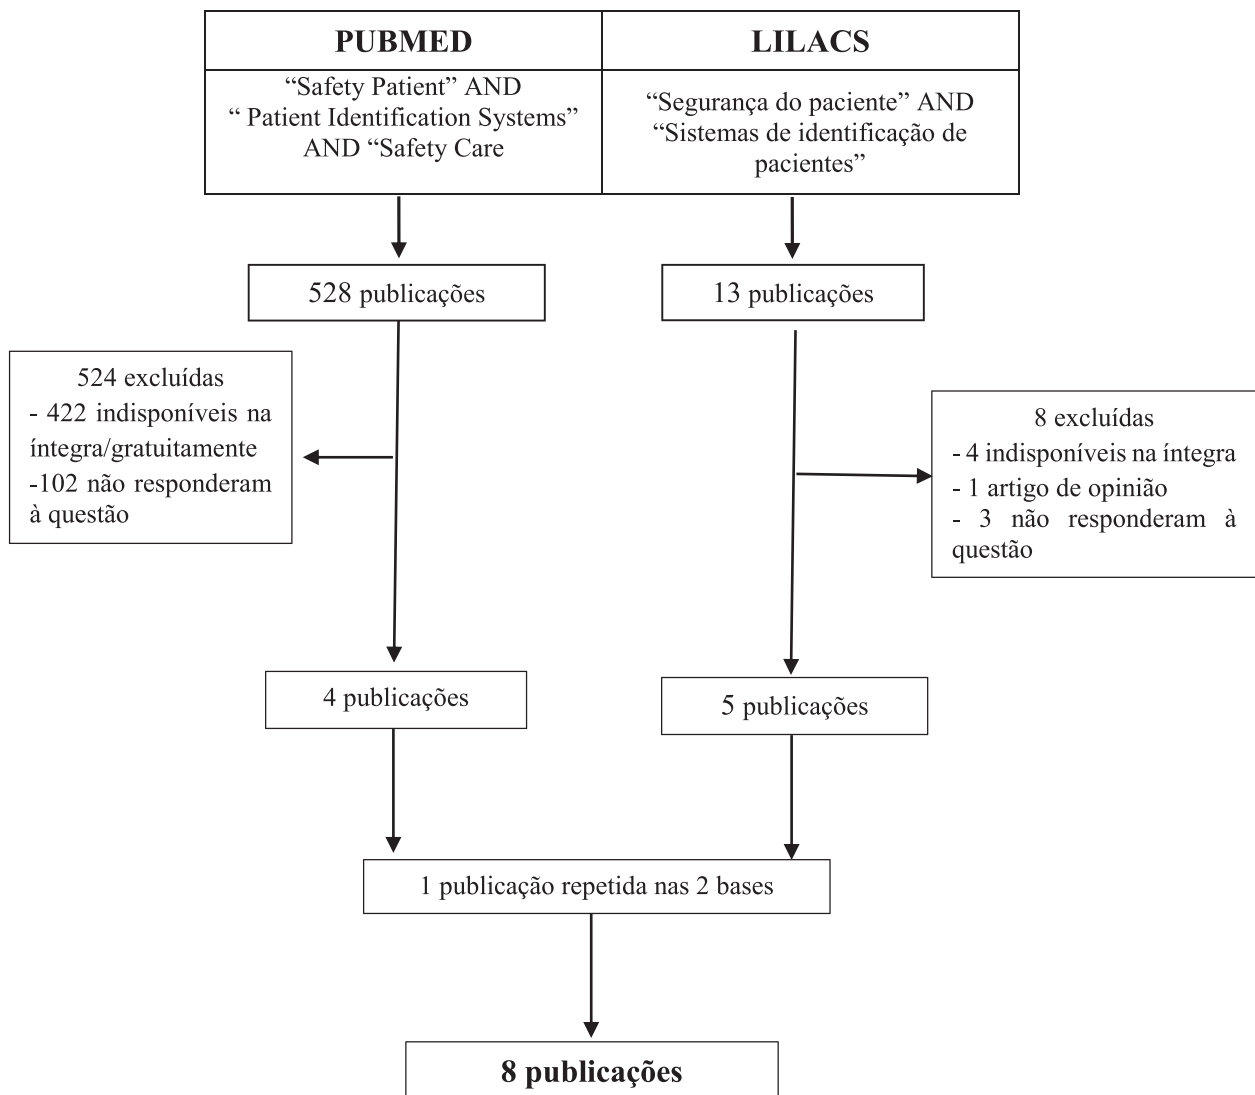 PUBMED
LILACS
“Safety Patient” AND
“ Patient Identification Systems”
AND “Safety Care
“Segurança do paciente” AND
“Sistemas de identificação de
pacientes”
528 publicações
13 publicações
524 excluídas
- 422 indisponíveis na
íntegra/gratuitamente
-102 não responderam
à questão
8 excluídas
- 4 indisponíveis na íntegra
- 1 artigo de opinião
- 3 não responderam à
questão
4 publicações
5 publicações
1 publicação repetida nas 2 bases
8 publicações